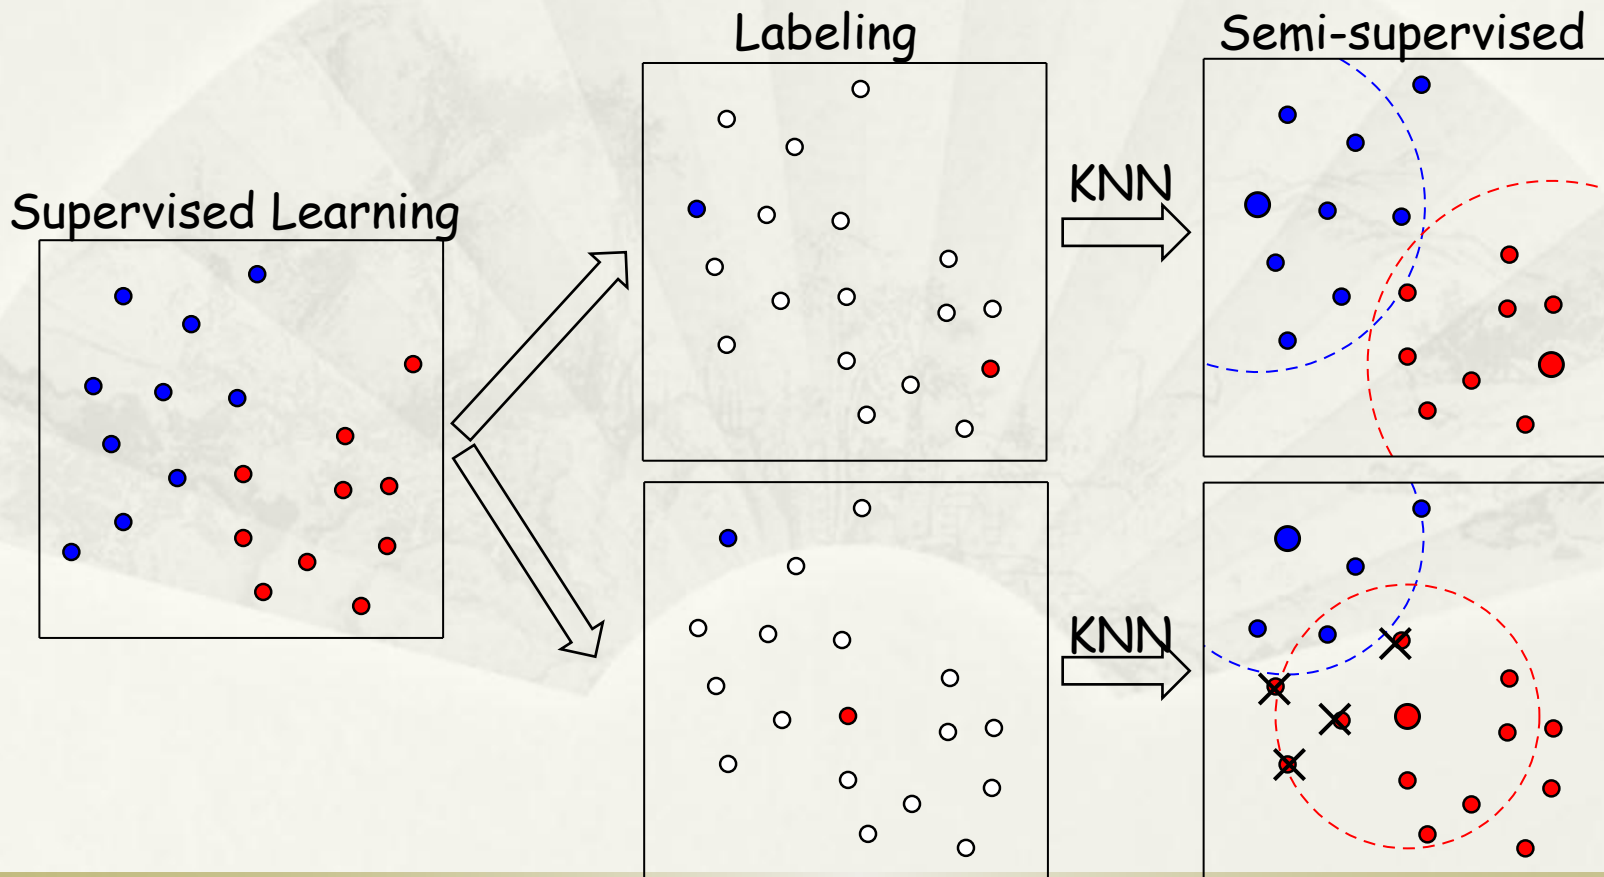 Labeling
Semi-supervised
Supervised Learning
KNN
KNN